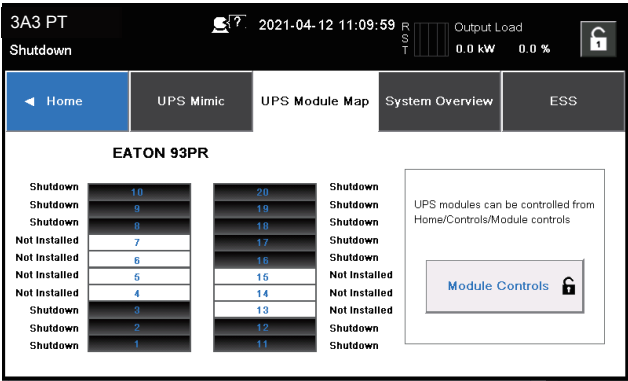 3A3 PT
Shutdown
?
2021-04-12 11:09:59
R
S
T
Output Load
0.0 kW 0.0 %
1
◄ Home
UPS Mimic
UPS Module Map
System Overview
ESS
EATON 93PR
Shutdown 10
Shutdown 9
Shutdown 8
Not Installed 7
Not Installed 6
Not Installed 5
Not Installed 4
Shutdown 3
Shutdown 2
Shutdown 1
20 Shutdown
19 Shutdown
18 Shutdown
17 Shutdown
16 Shutdown
15 Not Installed
14 Not Installed
13 Not Installed
12 Shutdown
11 Shutdown
UPS modules can be controlled from
Home/Controls/Module controls
Module Controls